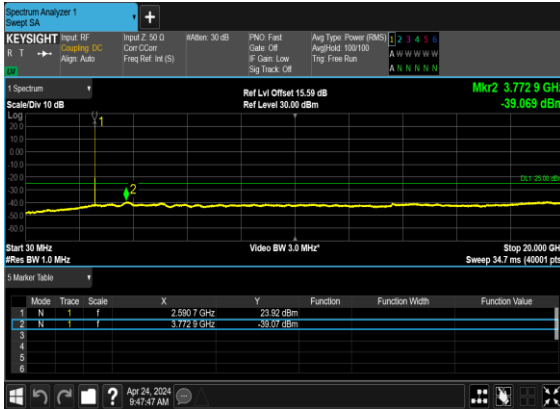 Spectrum Analyzer 1
Swept SA
+
KEYSIGHT Input: RF Input Z: 50 Ω #Atten: 30 dB PNO: Fast Avg Type: Power (RMS) 1 2 3 4 5 6
R T Coupling: DC Corr CCorr Gate: Off Avg|Hold: 100/100 A W W W W W
Align: Auto Freq Ref: Int (S) IF Gain: Low Trig: Free Run
Sig Track: Off A N N N N N
1 Spectrum Ref Lvl Offset 15.59 dB Mkr2 3.772 9 GHz
Scale/Div 10 dB Ref Level 30.00 dBm -39.069 dBm
Log
20.0
10.0
0.00
-10.0
-20.0
-30.0
-40.0
-50.0
-60.0
1
2
DL1 -25.00 dBm
Start 30 MHz Video BW 3.0 MHz* Stop 20.000 GHz
#Res BW 1.0 MHz Sweep 34.7 ms (40001 pts)
5 Marker Table
Mode Trace Scale X Y Function Function Width Function Value
1 N 1 f 2.590 7 GHz 23.92 dBm
2 N 1 f 3.772 9 GHz -39.07 dBm
3
4
5
6
? Apr 24, 2024
9:47:47 AM